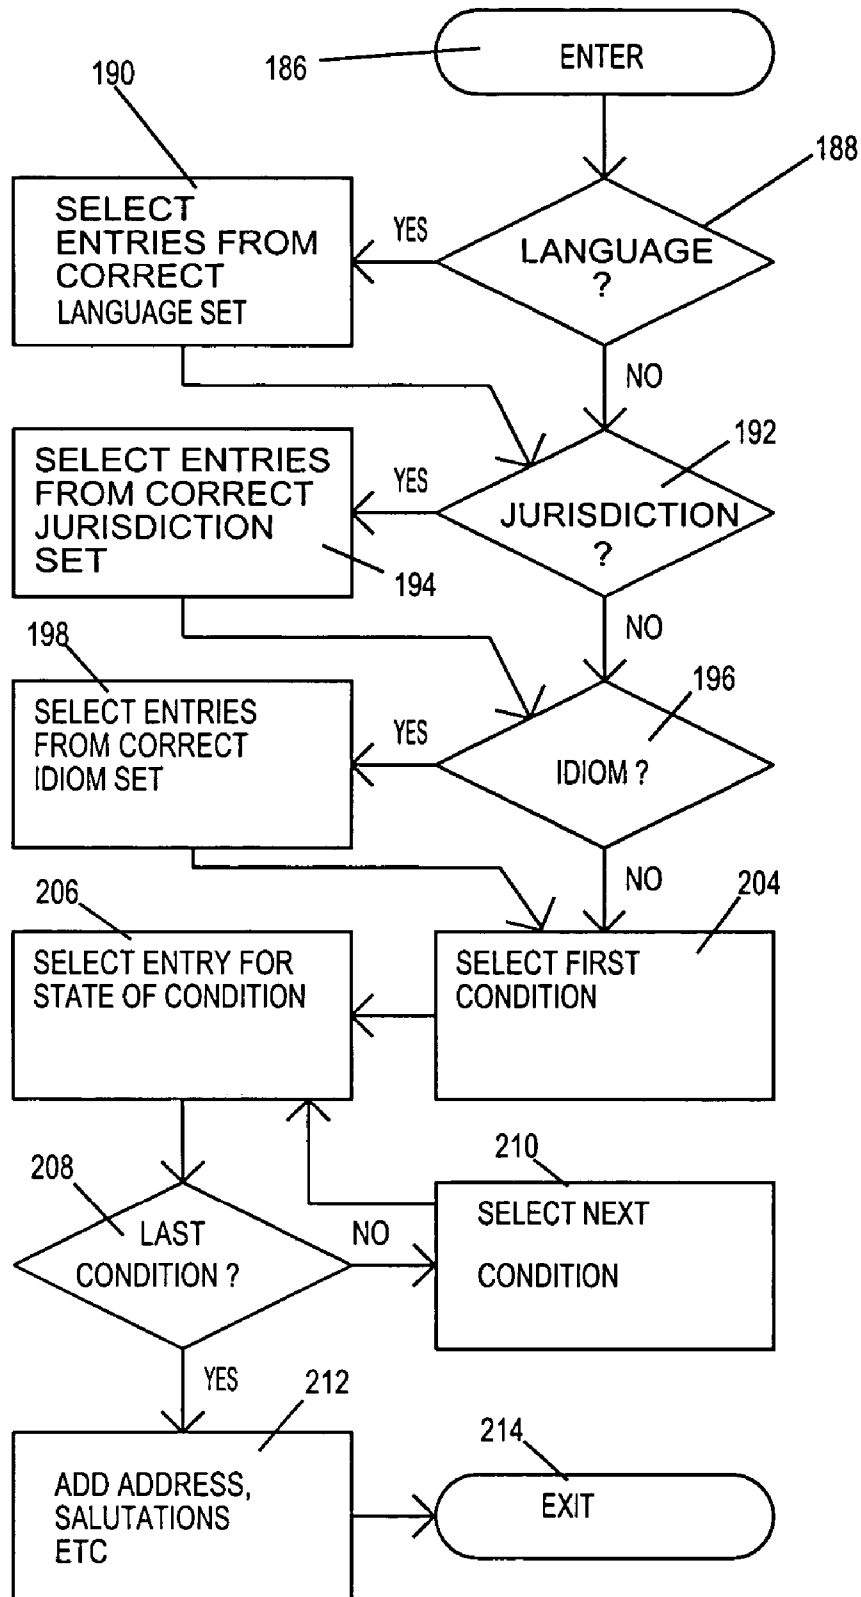 186
ENTER
190
188
SELECT
ENTRIES FROM
CORRECT
LANGUAGE SET
YES
LANGUAGE
?
NO
192
SELECT ENTRIES
FROM CORRECT
JURISDICTION
SET
YES
JURISDICTION
?
194
NO
198
196
SELECT ENTRIES
FROM CORRECT
IDIOM SET
YES
IDIOM ?
NO
206
204
SELECT ENTRY FOR
STATE OF CONDITION
SELECT FIRST
CONDITION
208
210
LAST
CONDITION ?
NO
SELECT NEXT
CONDITION
YES
212
214
ADD ADDRESS,
SALUTATIONS
ETC
EXIT